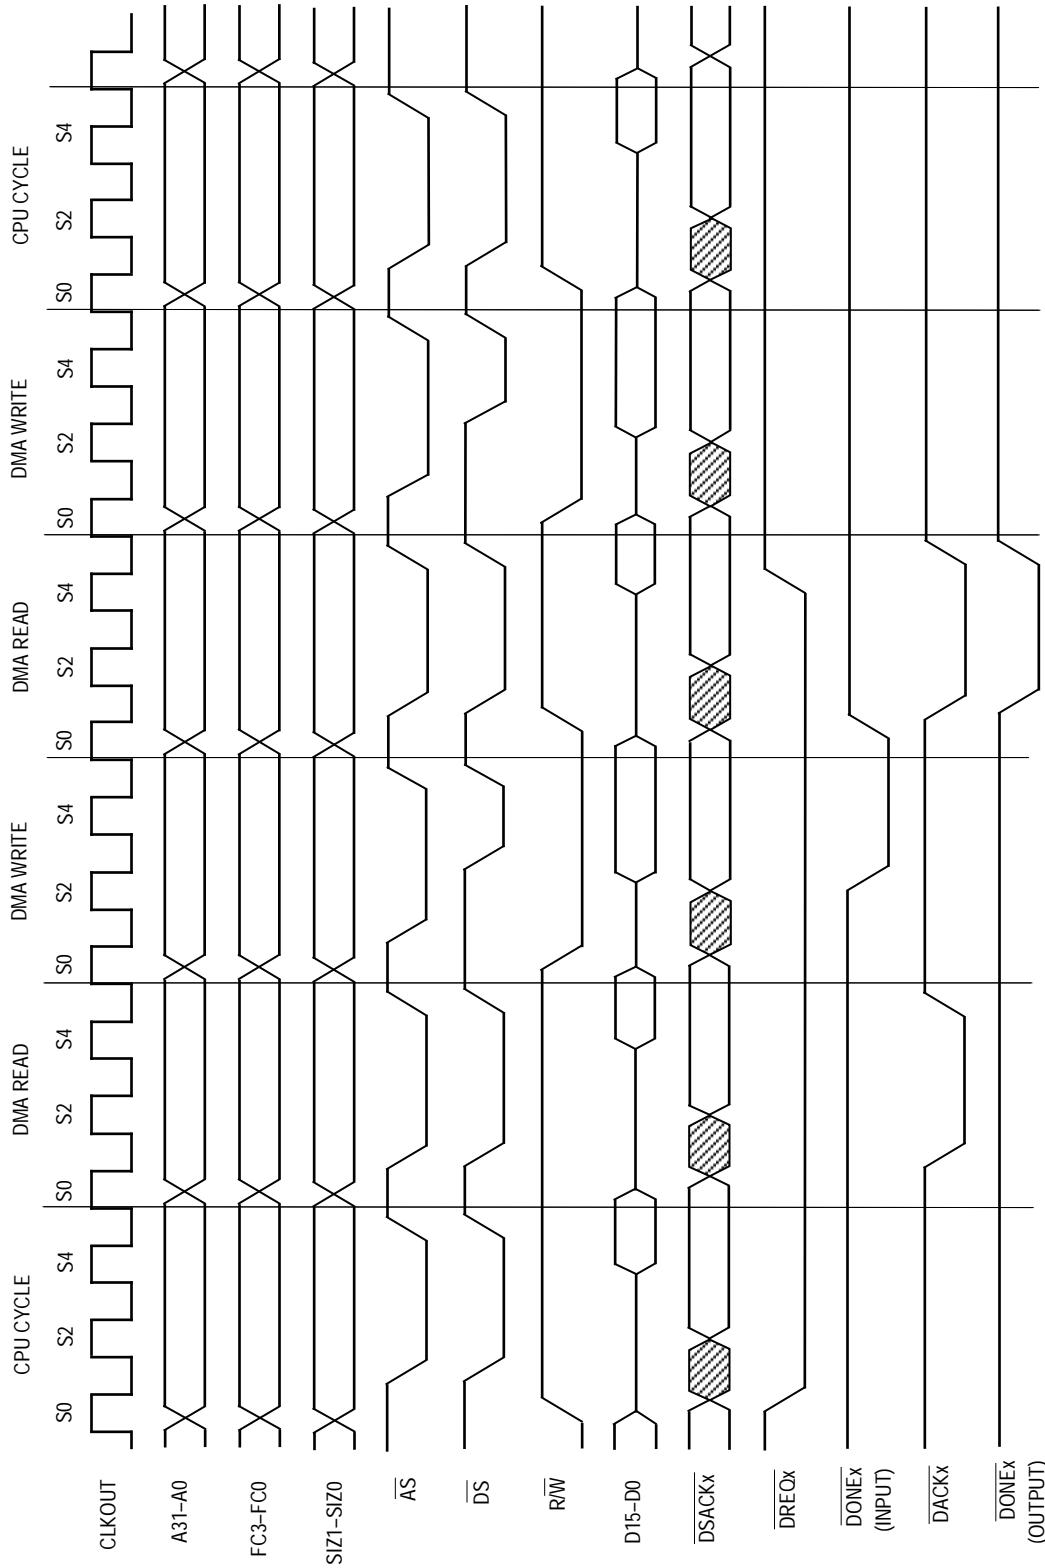 CPU CYCLE
DMA READ
DMA WRITE
DMA READ
DMA WRITE
CPU CYCLE
S0 S2 S4 S0 S2 S4 S0 S2 S4 S0 S2 S4 S0 S2 S4 S0 S2 S4
CLKOUT
A31–A0
FC3–FC0
SIZ1–SIZ0
AS
DS
R/W
D15–D0
DSACKx
DREQx
DONEx
(INPUT)
DACKx
DONEx
(OUTPUT)